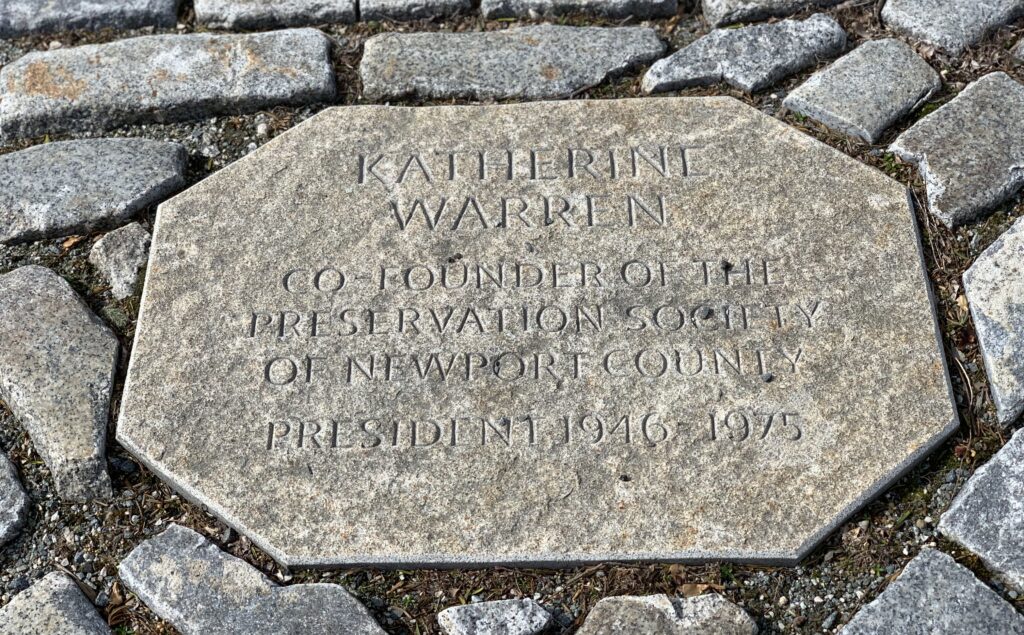 KATHERINE
WARREN
CO-FOUNDER OF THE
PRESERVATION SOCIETY
OF NEWPORT COUNTY
PRESIDENT 1946-1975